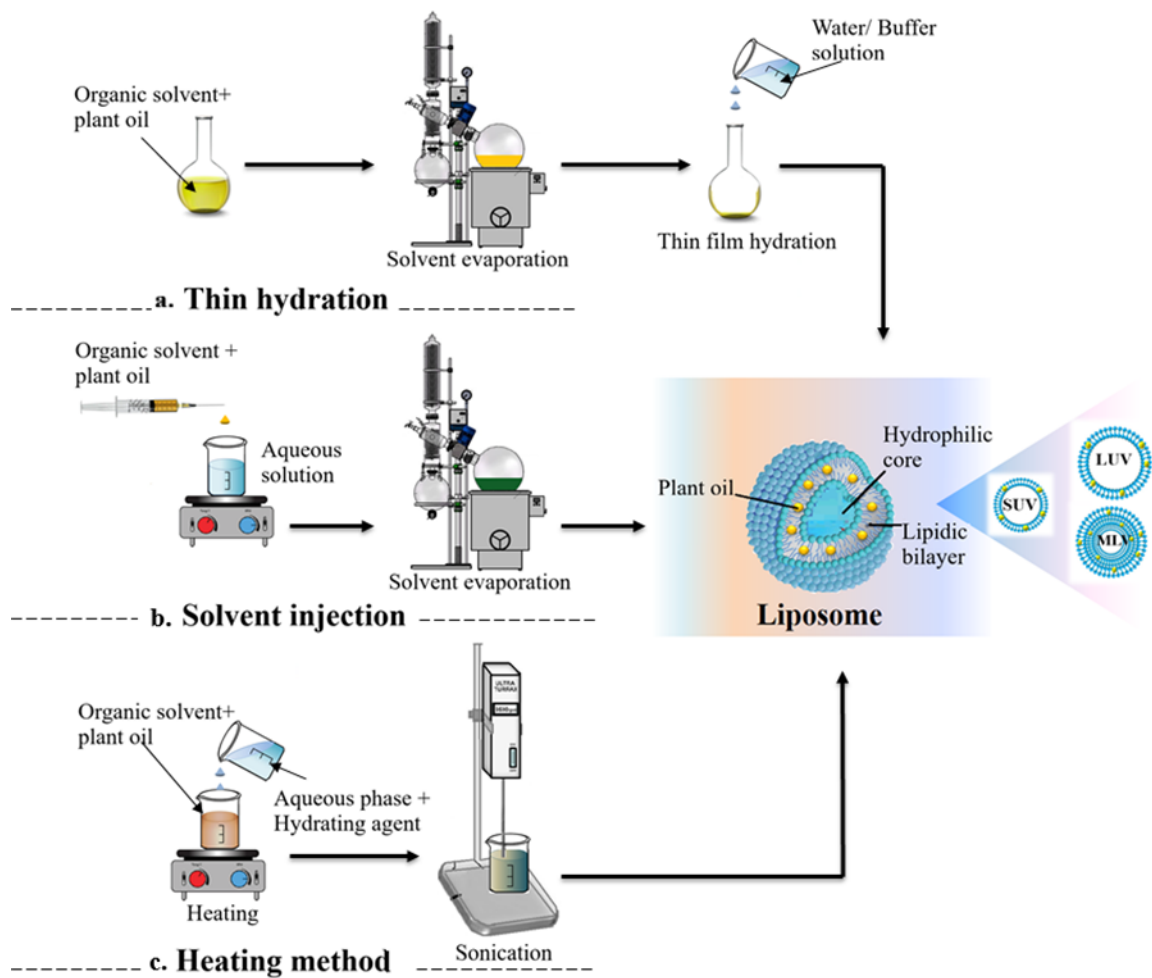 Organic solvent+
plant oil
Water/ Buffer
solution
Solvent evaporation
Thin film hydration
a. Thin hydration
Organic solvent +
plant oil
Aqueous
solution
Solvent evaporation
b. Solvent injection
Plant oil
Hydrophilic
core
Lipidic
bilayer
Liposome
SUV
LUV
MLV
Organic solvent+
plant oil
Aqueous phase +
Hydrating agent
Heating
ULTRA
TURRAX
Sonication
c. Heating method